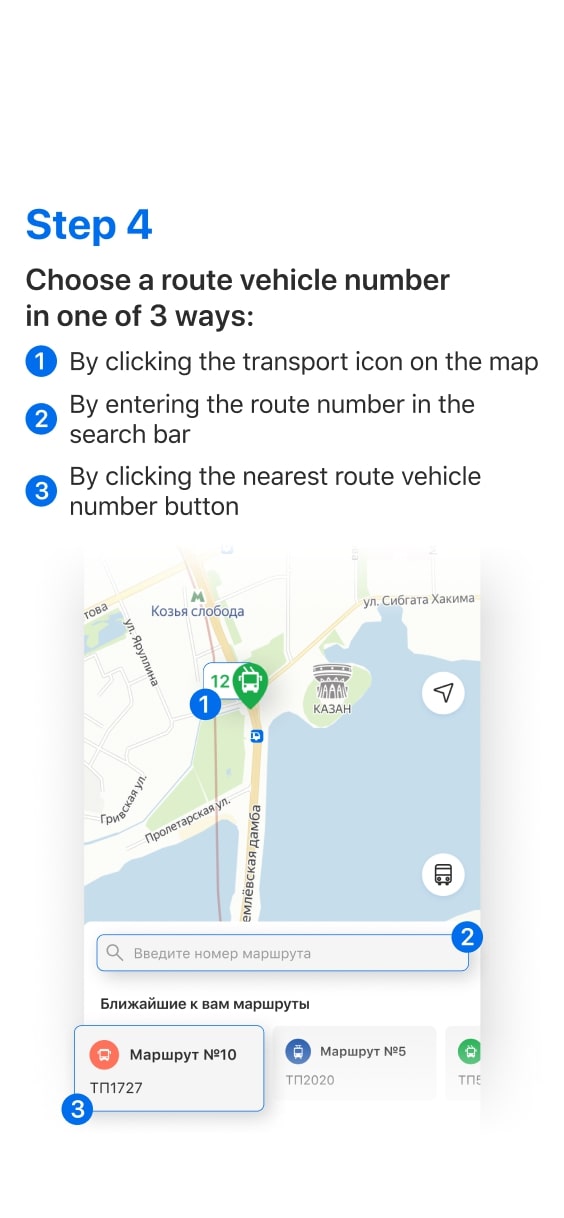 Step 4
Choose a route vehicle number
in one of 3 ways:
1 By clicking the transport icon on the map
2 By entering the route number in the
search bar
3 By clicking the nearest route vehicle
number button
това
ул. Яруллина
Козья слобода
ул. Сибгата Хакима
12
1
КАЗАН
Гривская ул.
Пролетарская ул.
емлёвская дамба
2
Введите номер маршрута
Ближайшие к вам маршруты
Маршрут №10
ТП1727
Маршрут №5
ТП2020
ТП5
3